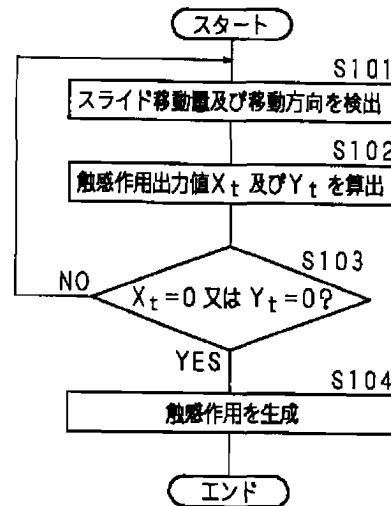 スタート
S101
スライド移動量及び移動方向を検出
S102
触感作用出力値Xt 及びYt を算出
S103
Xt=0 又は Yt=0?
NO
YES
S104
触感作用を生成
エンド